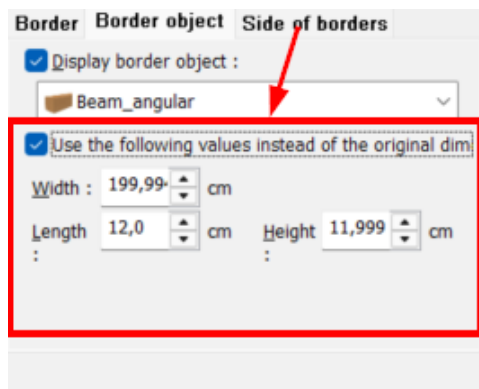 Border Border object Side of borders
Display border object :
Beam_angular
Use the following values instead of the original dim
Width : 199,99 cm
Length : 12,0 cm Height : 11,999 cm